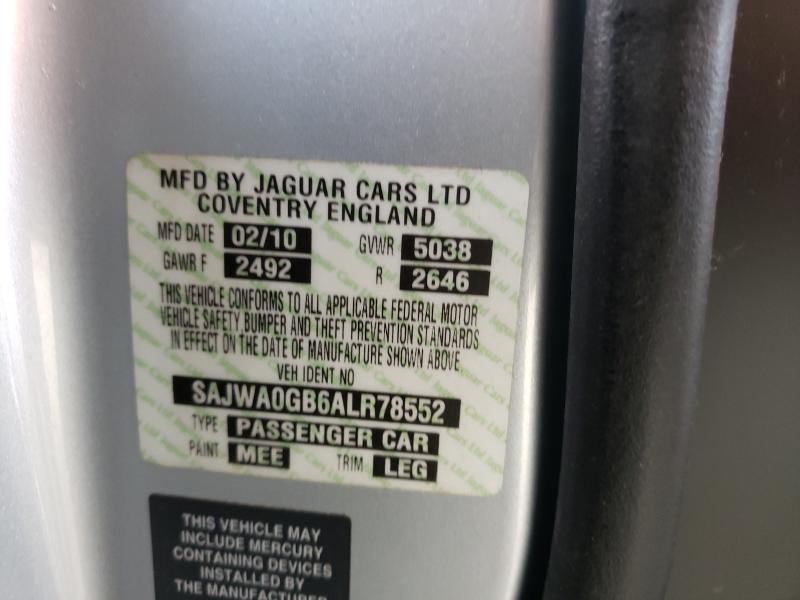 MFD BY JAGUAR CARS LTD
COVENTRY ENGLAND
MFD DATE 02/10 GVWR 5038
GAWR F 2492 R 2646
THIS VEHICLE CONFORMS TO ALL APPLICABLE FEDERAL MOTOR
VEHICLE SAFETY, BUMPER AND THEFT PREVENTION STANDARDS
IN EFFECT ON THE DATE OF MANUFACTURE SHOWN ABOVE
VEH IDENT NO
SAJWA0GB6ALR78552
TYPE PASSENGER CAR
PAINT MEE TRIM LEG
THIS VEHICLE MAY
INCLUDE MERCURY
CONTAINING DEVICES
INSTALLED BY
THE MANUFACTURER